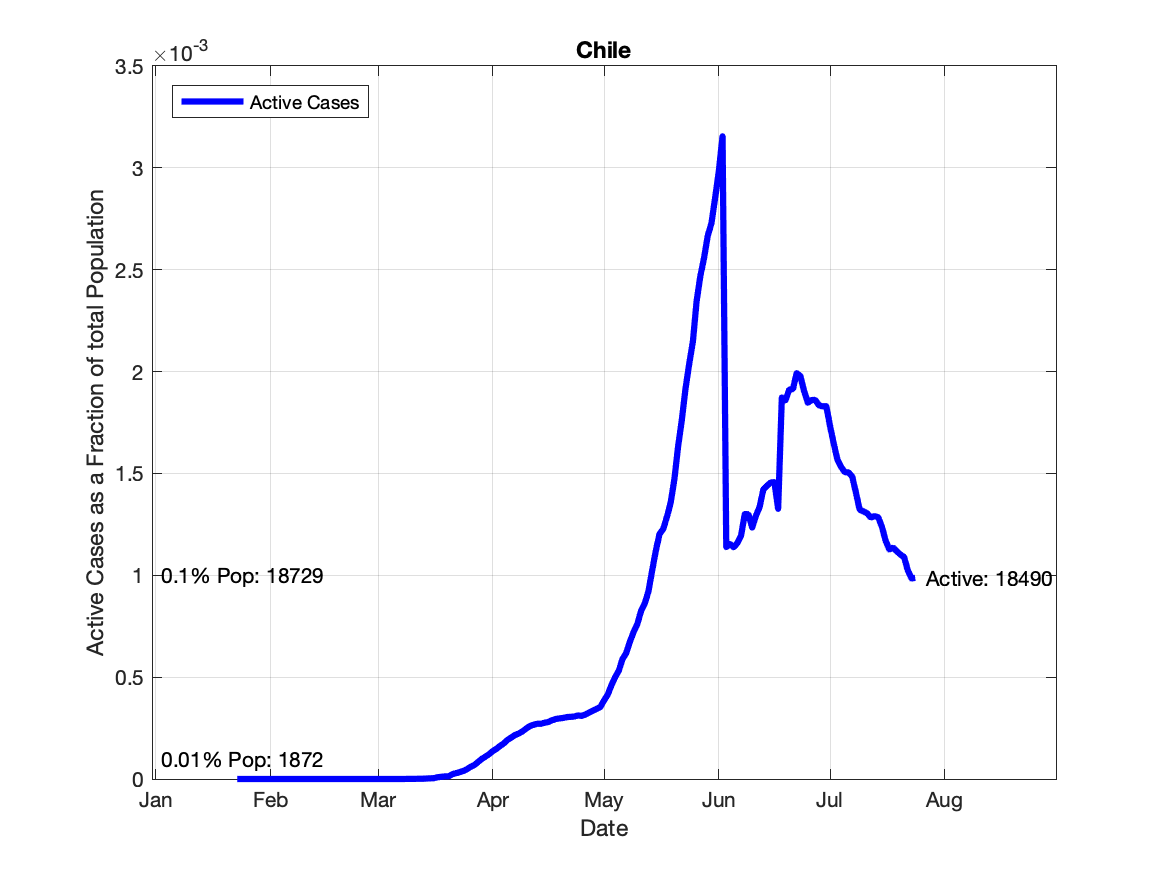 Chile
×10-3
3.5
3
2.5
2
1.5
1
0.5
0
Active Cases as a Fraction of total Population
Active Cases
0.1% Pop: 18729
Active: 18490
0.01% Pop: 1872
Jan Feb Mar Apr May Jun Jul Aug
Date